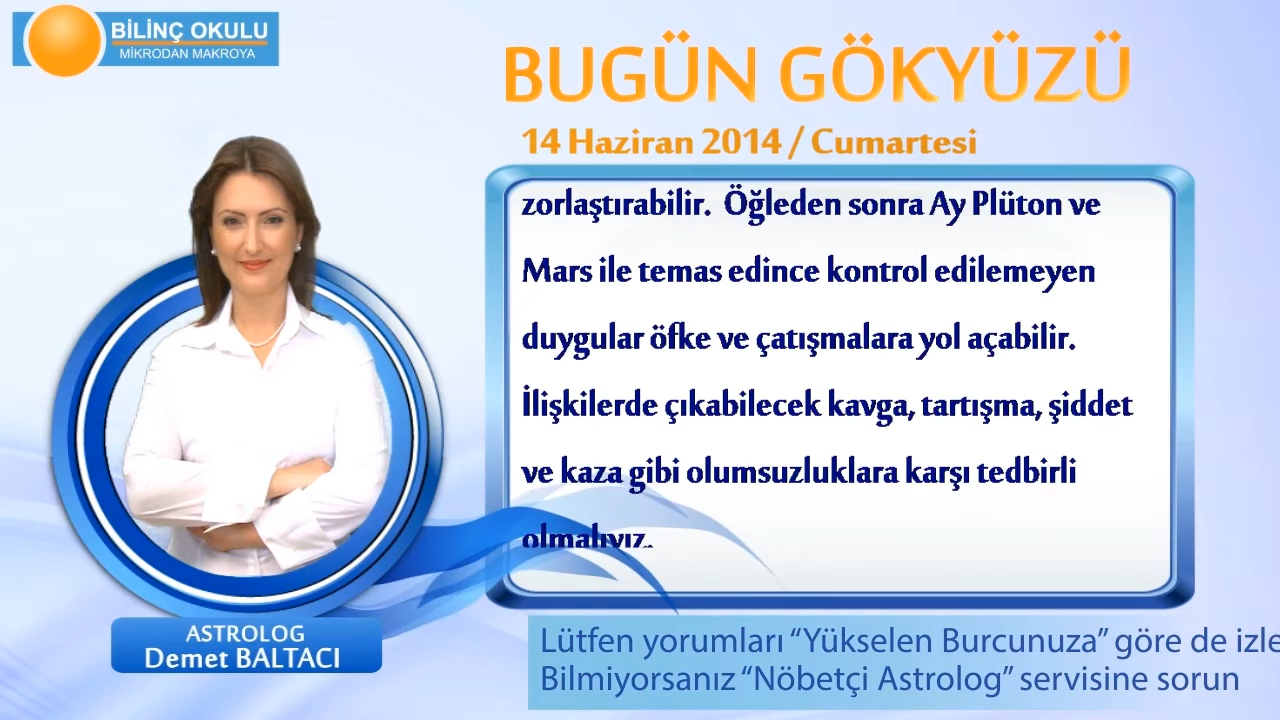 BİLİNÇ OKULU
MİKRODAN MAKROYA
BUGÜN GÖKYÜZÜ
14 Haziran 2014 / Cumartesi
zorlaştırabilir. Öğleden sonra Ay Plüton ve
Mars ile temas edince kontrol edilemeyen
duygular öfke ve çatışmalara yol açabilir.
İlişkilerde çıkabilecek kavga, tartışma, şiddet
ve kaza gibi olumsuzluklara karşı tedbirli
olmalıyız.
ASTROLOG
Demet BALTACI
Lütfen yorumları “Yükselen Burcunuza” göre de izle
Bilmiyorsanız “Nöbetçi Astrolog” servisine sorun